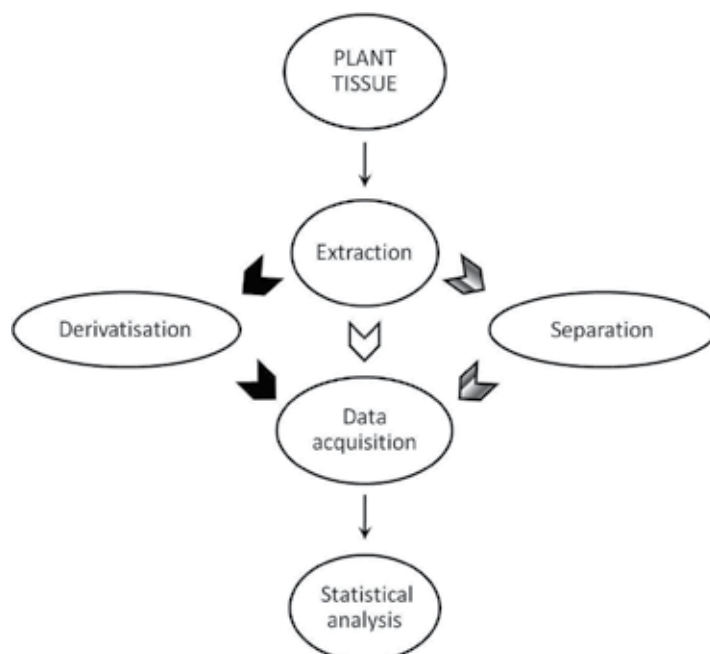 PLANT
TISSUE
Extraction
Derivatisation
Separation
Data
acquisition
Statistical
analysis